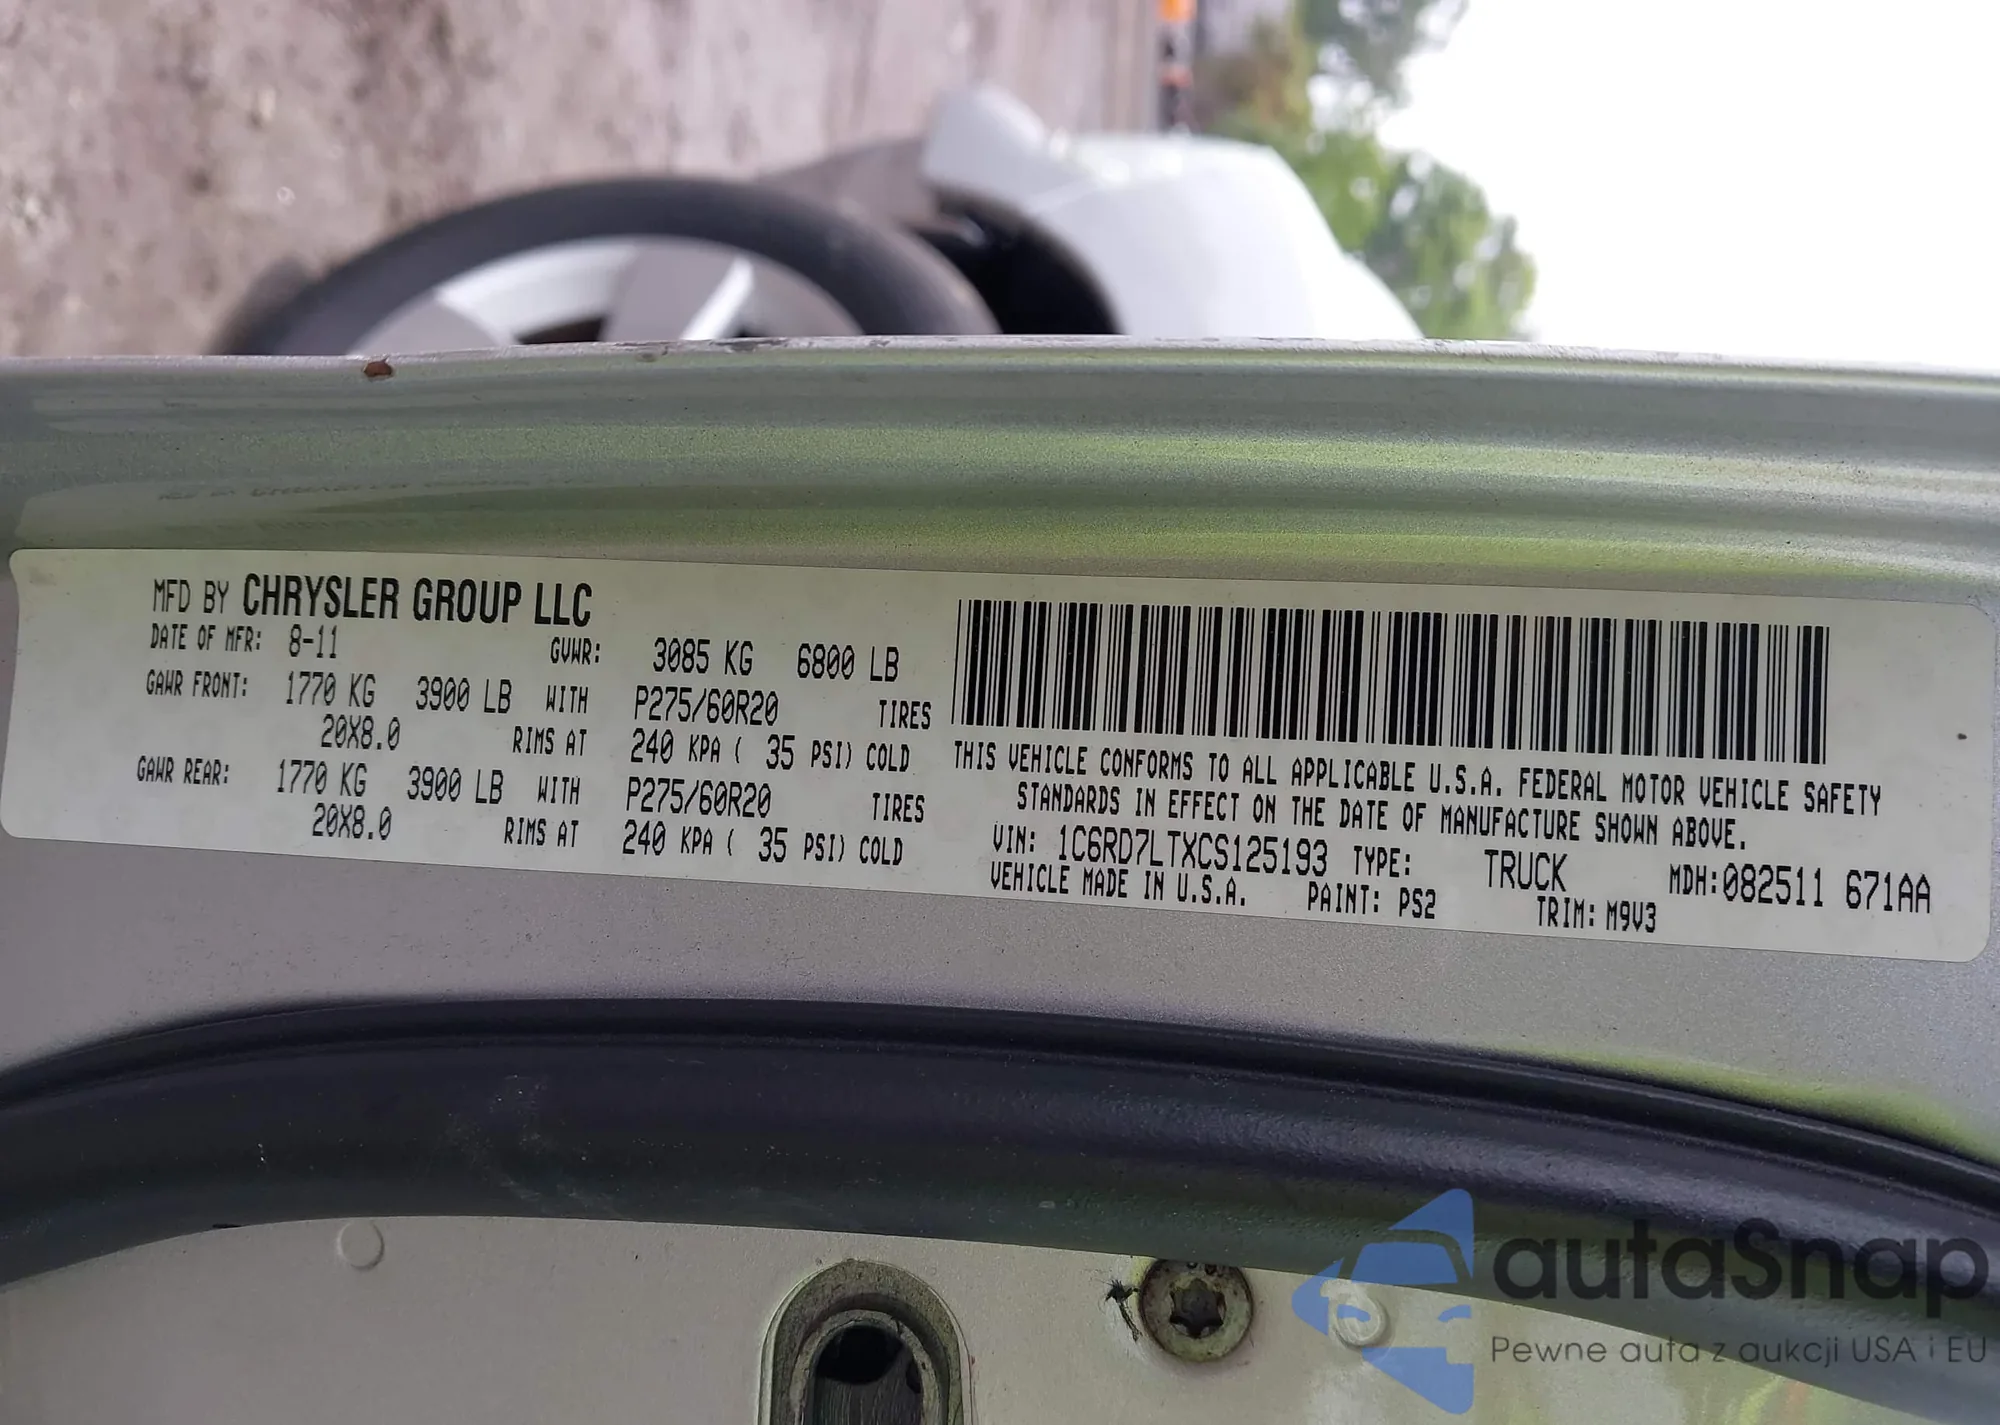 MFD BY CHRYSLER GROUP LLC
DATE OF MFR: 8-11 GVWR: 3085 KG 6800 LB
GAWR FRONT: 1770 KG 3900 LB WITH P275/60R20 TIRES
20X8.0 RIMS AT 240 KPA ( 35 PSI) COLD
GAWR REAR: 1770 KG 3900 LB WITH P275/60R20 TIRES
20X8.0 RIMS AT 240 KPA ( 35 PSI) COLD
THIS VEHICLE CONFORMS TO ALL APPLICABLE U.S.A. FEDERAL MOTOR VEHICLE SAFETY
STANDARDS IN EFFECT ON THE DATE OF MANUFACTURE SHOWN ABOVE.
VIN: 1C6RD7LTXCS125193 TYPE: TRUCK MDH:082511 671AA
VEHICLE MADE IN U.S.A. PAINT: PS2 TRIM: M9V3
autoSnap
Pewne auta z aukcji USA i EU